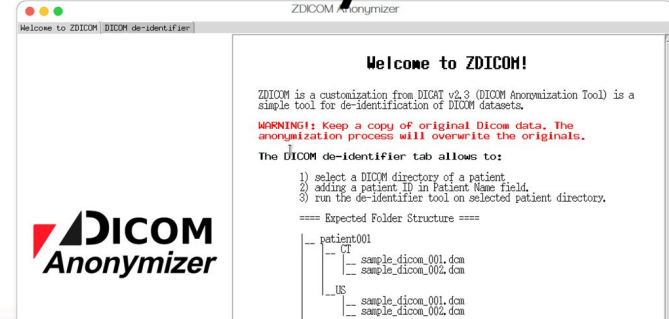 ZDICOM Anonymizer
Welcome to ZDICOM DICOM de-identifier
Welcome to ZDICOM!
ZDICOM is a customization from DICAT v2.3 (DICOM Anonymization Tool) is a
simple tool for de-identification of DICOM datasets.
WARNING!: Keep a copy of original Dicom data. The
anonymization process will overwrite the originals.
The DICOM de-identifier tab allows to:
1) select a DICOM directory of a patient
2) adding a patient ID in Patient Name field.
3) run the de-identifier tool on selected patient directory.
==== Expected Folder Structure ====
|__ patient001
|__ CT
|__ sample_dicom_001.dcm
|__ sample_dicom_002.dcm
|__US
|__ sample_dicom_001.dcm
|__ sample_dicom_002.dcm
ZDICOM
Anonymizer